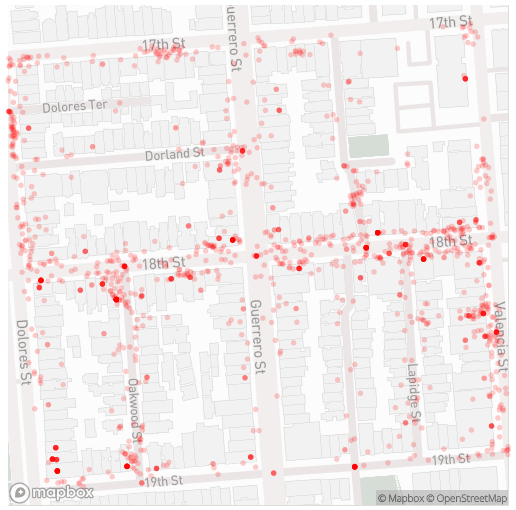 17th St
17th St
Guerrero St
Dolores Ter
Dorland St
18th St
18th St
Dolores St
Guerrero St
Valencia St
Oakwood St
Lapidge St
19th St
19th St
mapbox
© Mapbox © OpenStreetMap